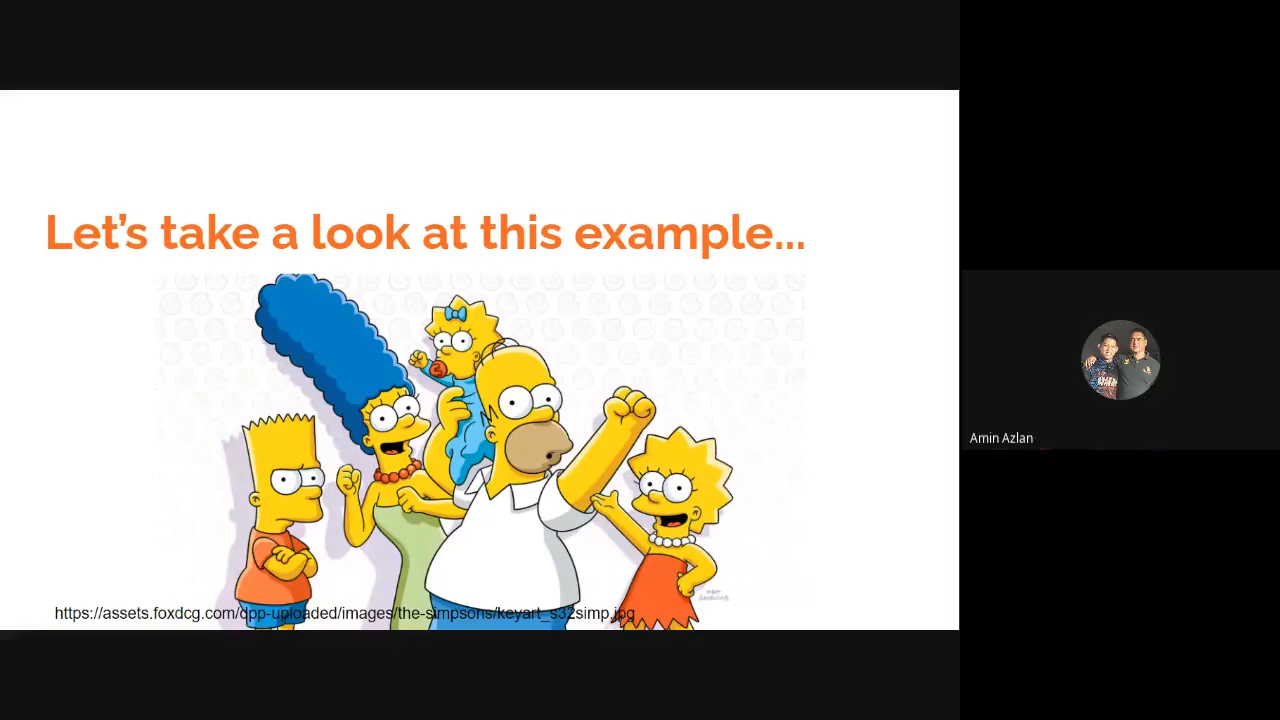 Let's take a look at this example...
https://assets.foxdcg.com/dpp-uploaded/images/the-simpsons/keyart_s32simp.jpg
Amin Azlan